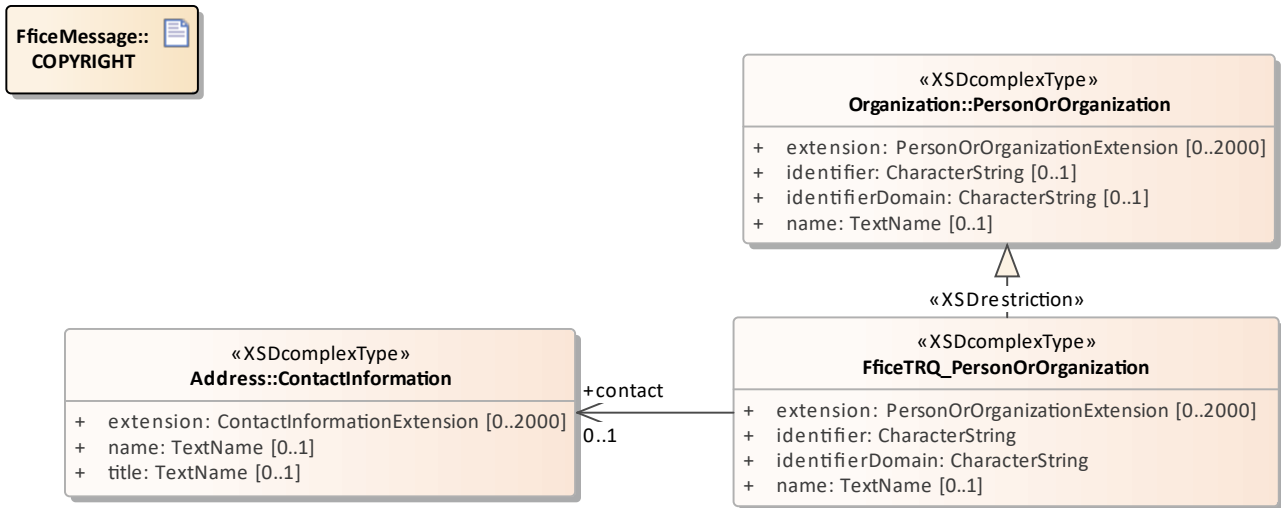 FficeMessage::
COPYRIGHT
«XSDcomplexType»
Organization::PersonOrOrganization
+ extension: PersonOrOrganizationExtension [0..2000]
+ identifier: CharacterString [0..1]
+ identifierDomain: CharacterString [0..1]
+ name: TextName [0..1]
«XSDrestriction»
«XSDcomplexType»
Address::ContactInformation
+ extension: ContactInformationExtension [0..2000]
+ name: TextName [0..1]
+ title: TextName [0..1]
+contact
0..1
«XSDcomplexType»
FficeTRQ_PersonOrOrganization
+ extension: PersonOrOrganizationExtension [0..2000]
+ identifier: CharacterString
+ identifierDomain: CharacterString
+ name: TextName [0..1]